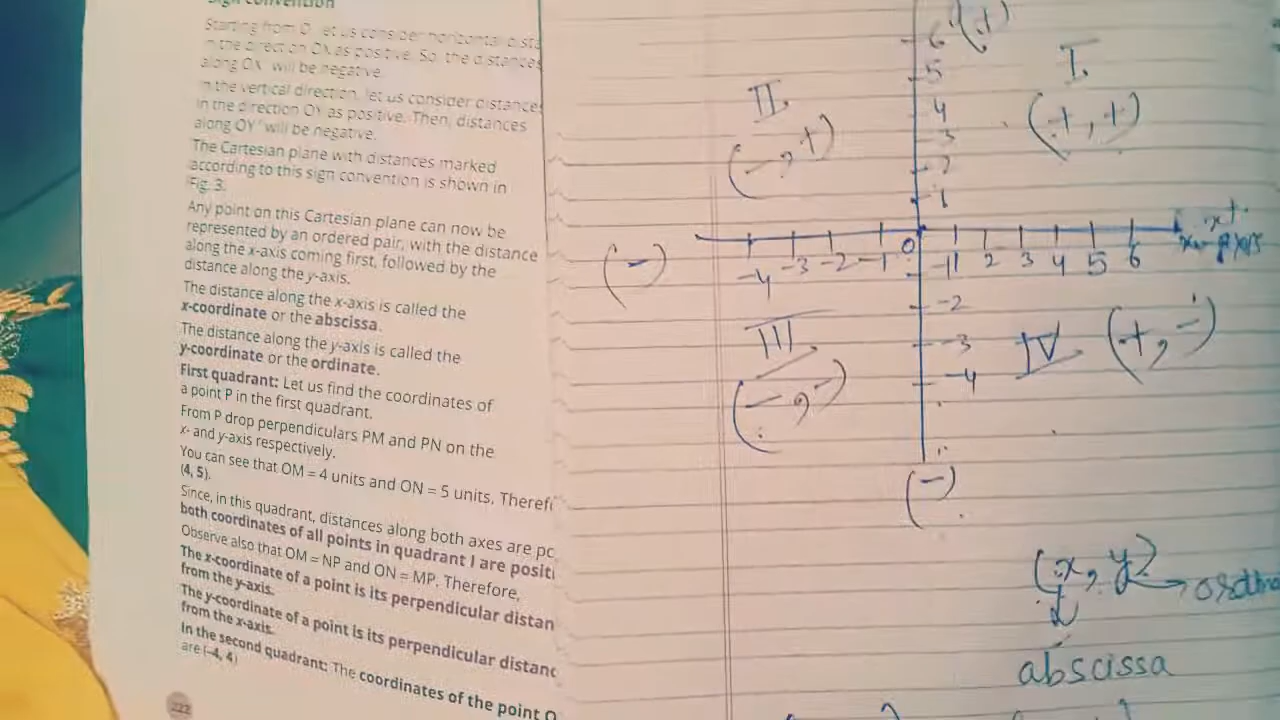 Sign convention
Starting from O, let us consider horizontal dista
in the direction OX as positive. So, the distances
along OX' will be negative.
In the vertical direction, let us consider distances
in the direction OY as positive. Then, distances
along OY' will be negative.
The Cartesian plane with distances marked
according to this sign convention is shown in
Fig. 3.
Any point on this Cartesian plane can now be
represented by an ordered pair, with the distance
along the x-axis coming first, followed by the
distance along the y-axis.
The distance along the x-axis is called the
x-coordinate or the abscissa.
The distance along the y-axis is called the
y-coordinate or the ordinate.
First quadrant: Let us find the coordinates of
a point P in the first quadrant.
From P drop perpendiculars PM and PN on the
x- and y-axis respectively.
You can see that OM = 4 units and ON = 5 units. Theref
(4, 5).
Since, in this quadrant, distances along both axes are po
both coordinates of all points in quadrant I are positi
Observe also that OM = NP and ON = MP. Therefore,
The x-coordinate of a point is its perpendicular distan
from the y-axis.
The y-coordinate of a point is its perpendicular distanc
from the x-axis.
In the second quadrant: The coordinates of the point Q
are (-4, 4)
222
6 (+)
5
4
3
2
1
I
(+, +)
II
(-, +)
(-)
-4 -3 -2 -1 0 1 2 3 4 5 6
x+
x-axis
-1
-2
-3
-4
III
(-, -)
IV (+, -)
(-)
(x, y)
abscissa